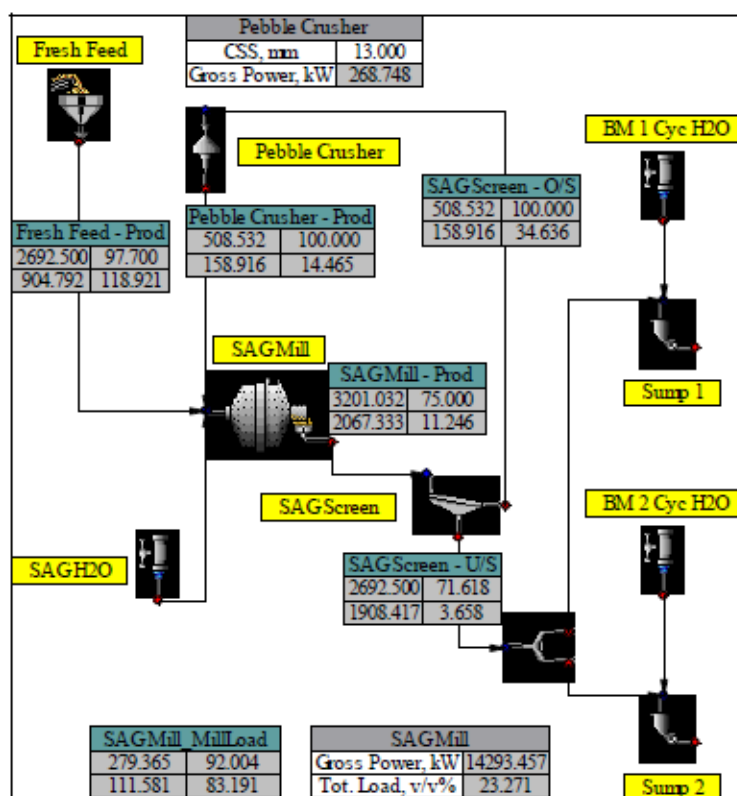 Pebble Crusher
CSS, mm 13.000
Gross Power, kW 268.748
Fresh Feed
BM 1 Cyc H2O
Pebble Crusher
SAGScreen - O/S
508.532 100.000
158.916 34.636
Pebble Crusher - Prod
508.532 100.000
158.916 14.465
Fresh Feed - Prod
2692.500 97.700
904.792 118.921
SAGMill
SAGMill - Prod
3201.032 75.000
2067.333 11.246
Sump 1
SAGScreen
BM 2 Cyc H2O
SAGH2O
SAGScreen - U/S
2692.500 71.618
1908.417 3.658
SAGMill_MillLoad
279.365 92.004
111.581 83.191
SAGMill
Gross Power, kW 14293.457
Tot. Load, v/v% 23.271
Sump 2